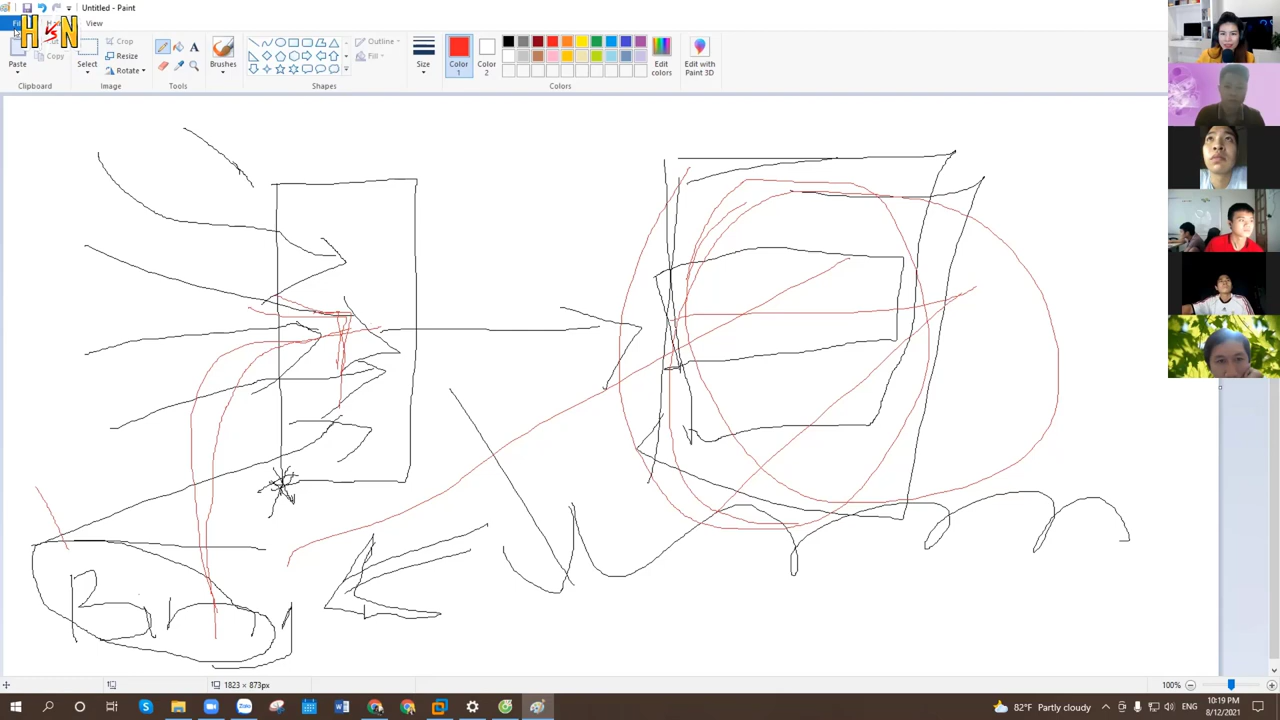 Untitled - Paint
HN
View
Paste
Copy
Clipboard
Select
Crop
Resize
Rotate
Image
Tools
Brushes
Outline
Fill
Shapes
Size
Color 1
Color 2
Edit colors
Edit with Paint 3D
Colors
1823 × 873px
100%
Zalo
82°F Partly cloudy
10:19 PM
8/12/2021